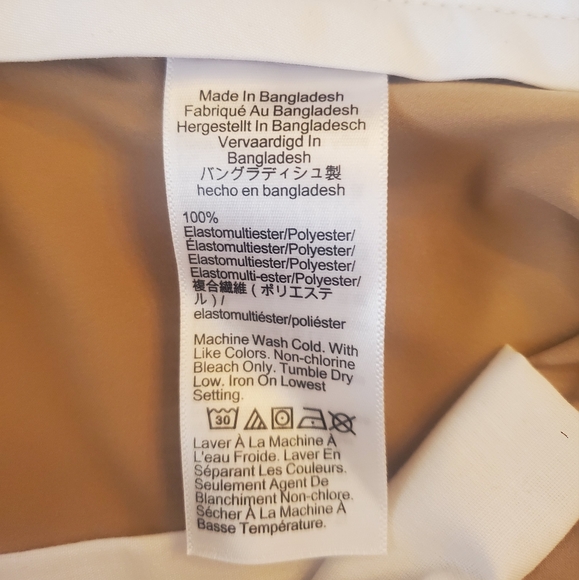 Made In Bangladesh
Fabriqué Au Bangladesh
Hergestellt In Bangladesch
Vervaardigd In
Bangladesh
バングラディシュ製
hecho en bangladesh
100%
Elastomultiester/Polyester/
Élastomultiester/Polyester/
Elastomultiester/Polyester/
Elastomulti-ester/Polyester/
複合繊維(ポリエステ
ル)/
elastomultiéster/poliéster
Machine Wash Cold. With
Like Colors. Non-chlorine
Bleach Only. Tumble Dry
Low. Iron On Lowest
Setting.
30
Laver À La Machine À
L'eau Froide. Laver En
Séparant Les Couleurs.
Seulement Agent De
Blanchiment Non-chlore.
Sécher À La Machine À
Basse Température.